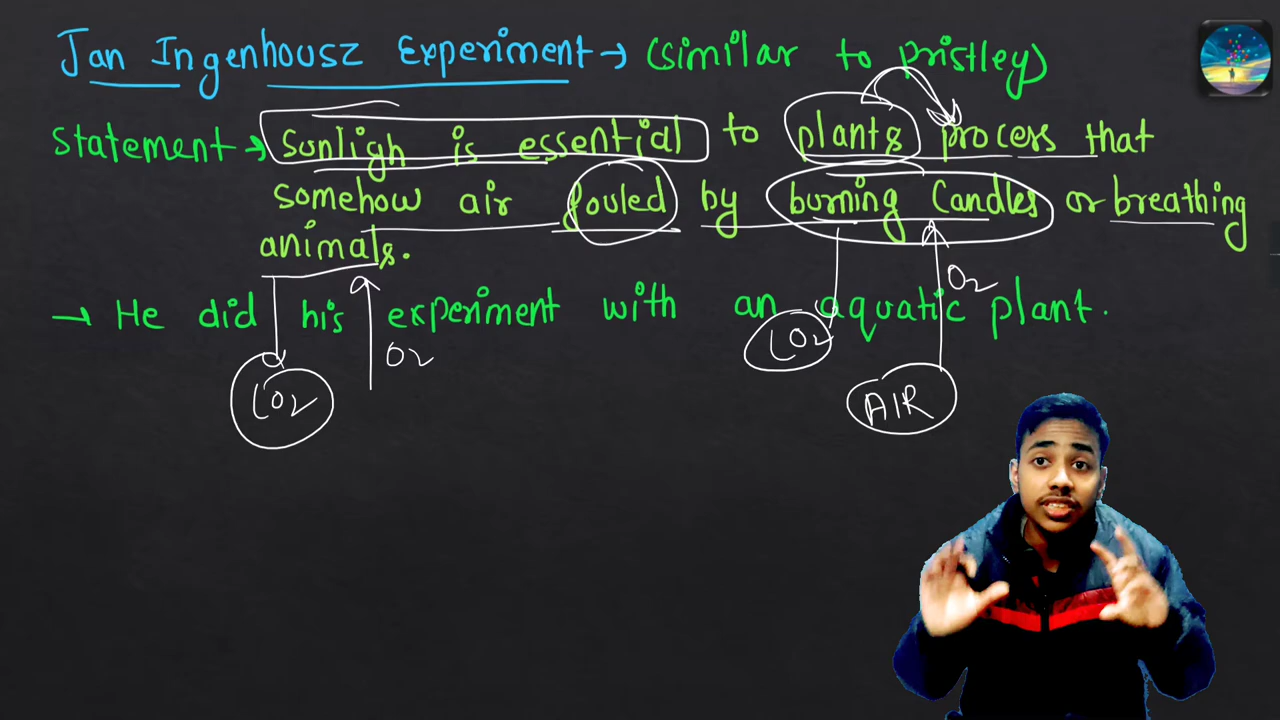 Jan Ingenhousz Experiment → (similar to pristley)
Statement → Sunligh is essential to plants process that
somehow air fouled by burning Candles or breathing
animals.
→ He did his experiment with an aquatic plant.
O2
CO2
O2
CO2
AIR